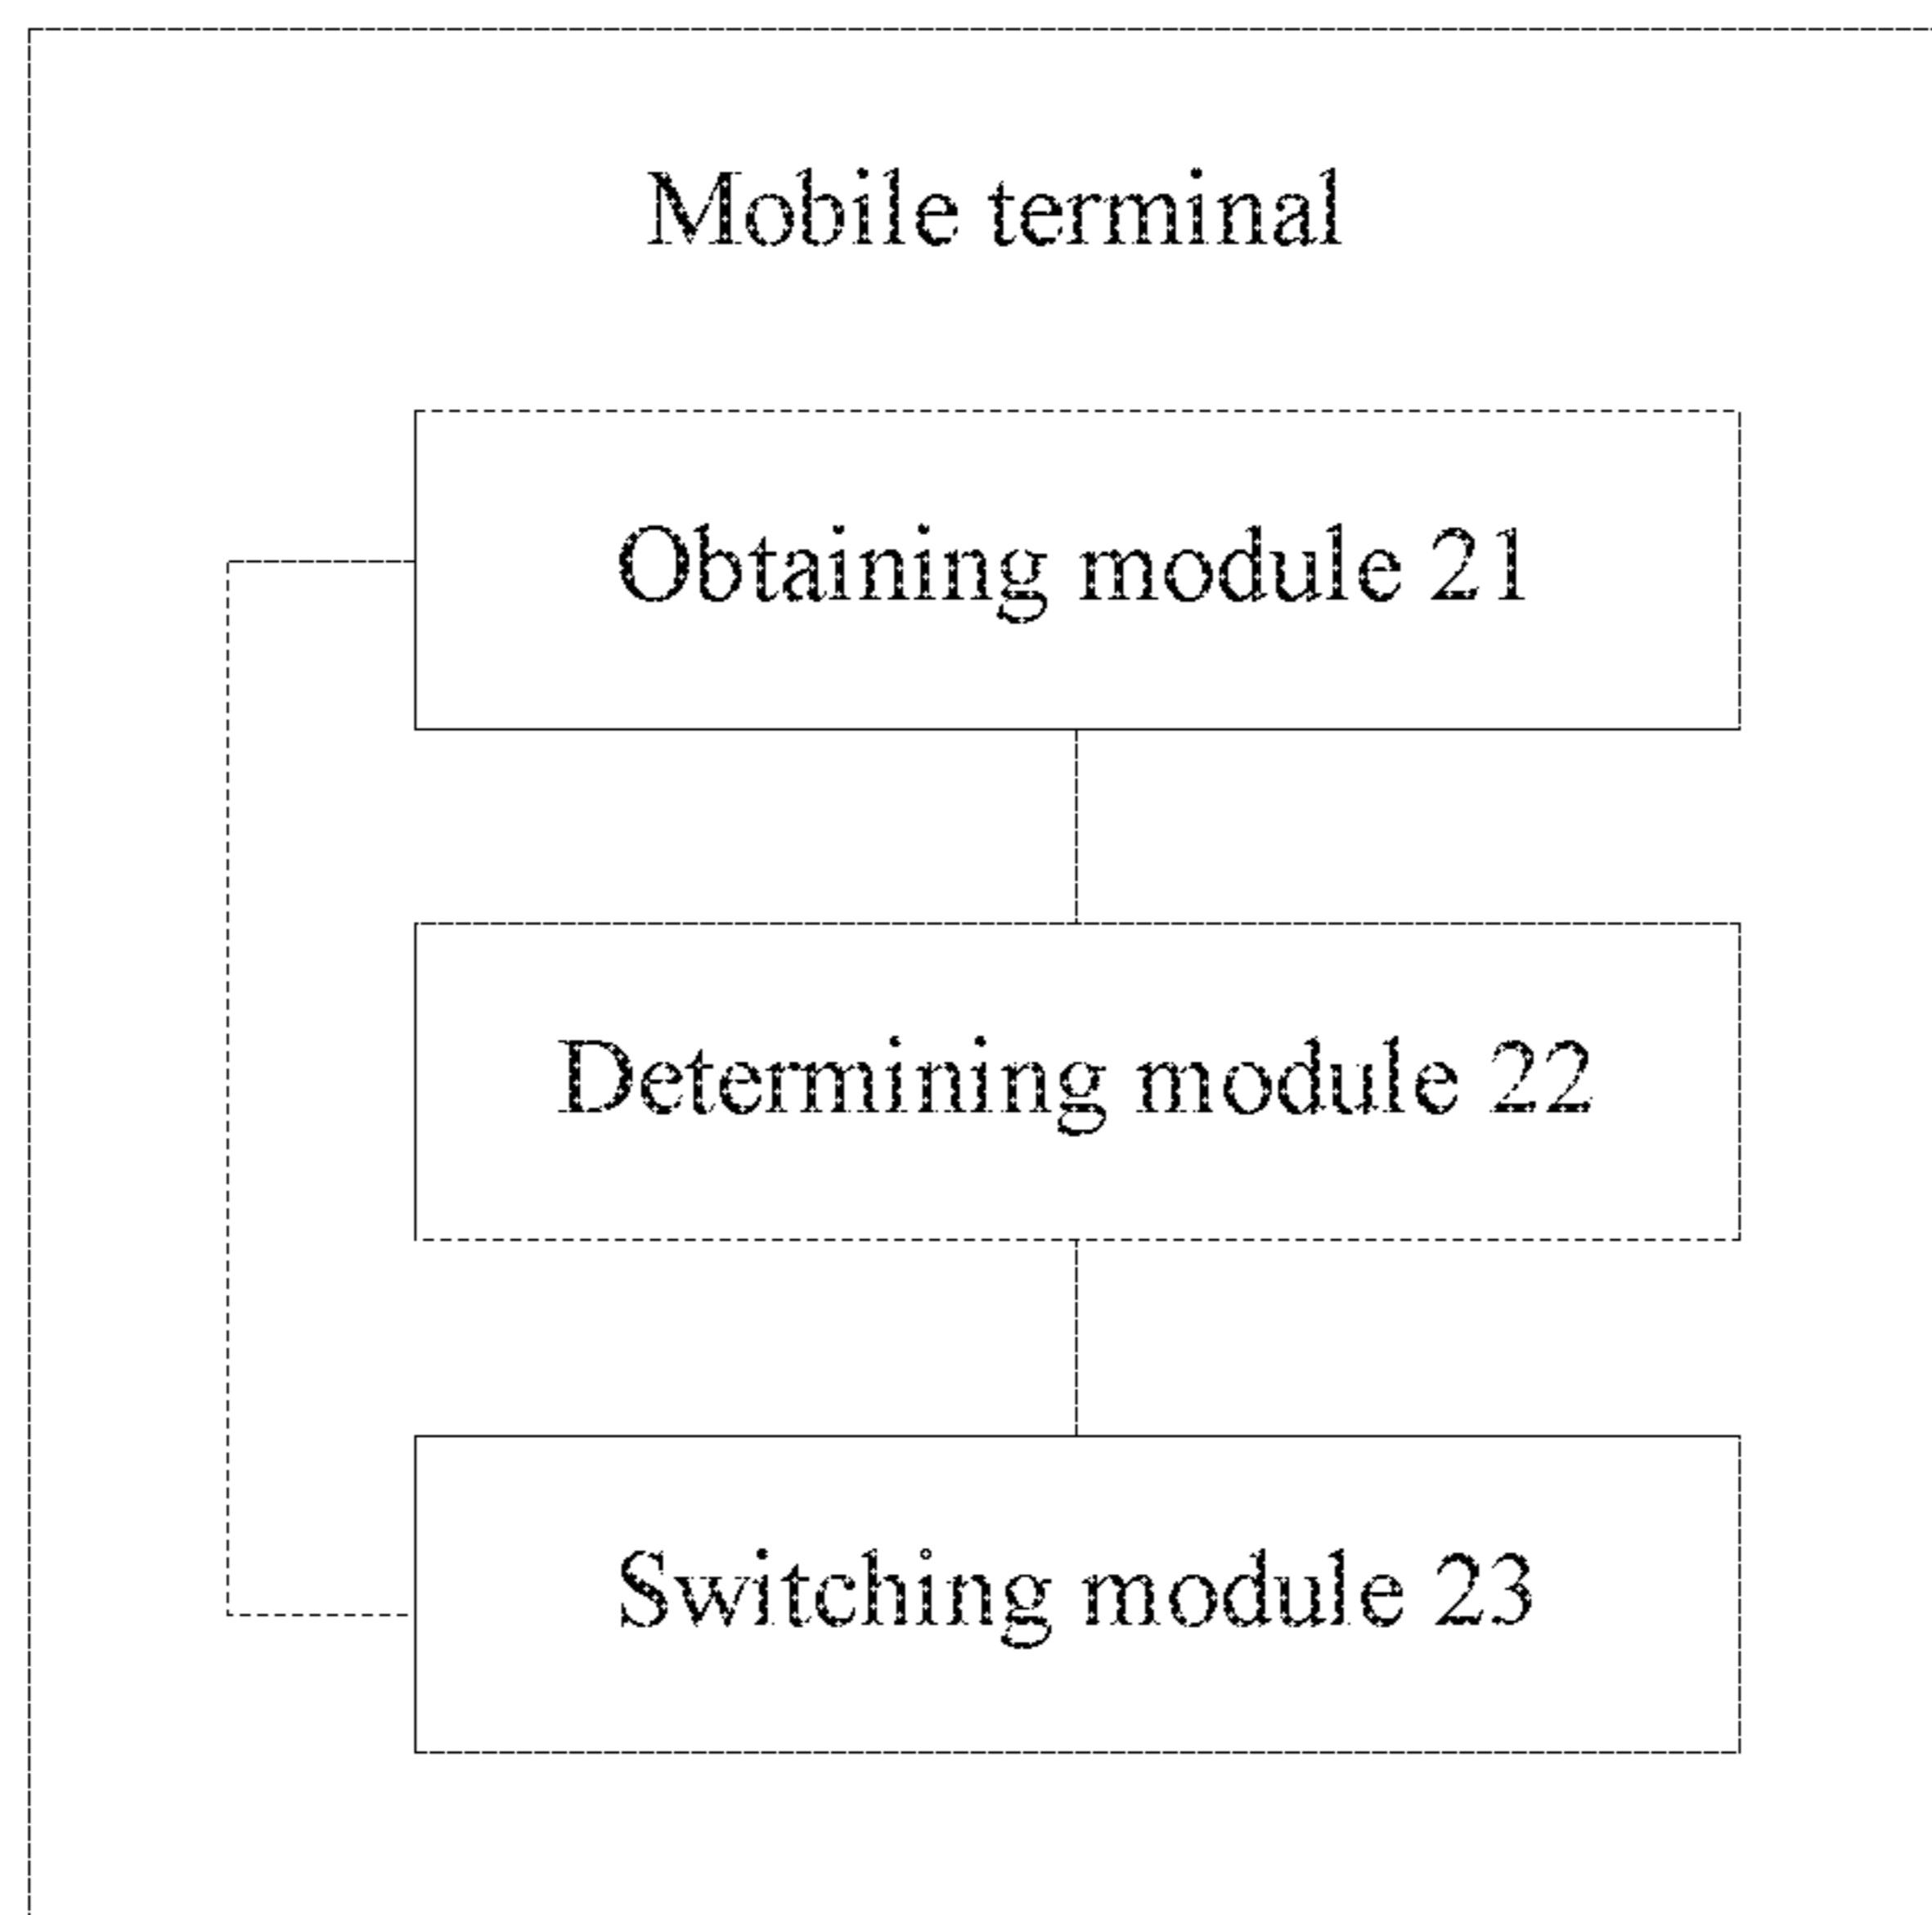 Mobile terminal
Obtaining module 21
Determining module 22
Switching module 23